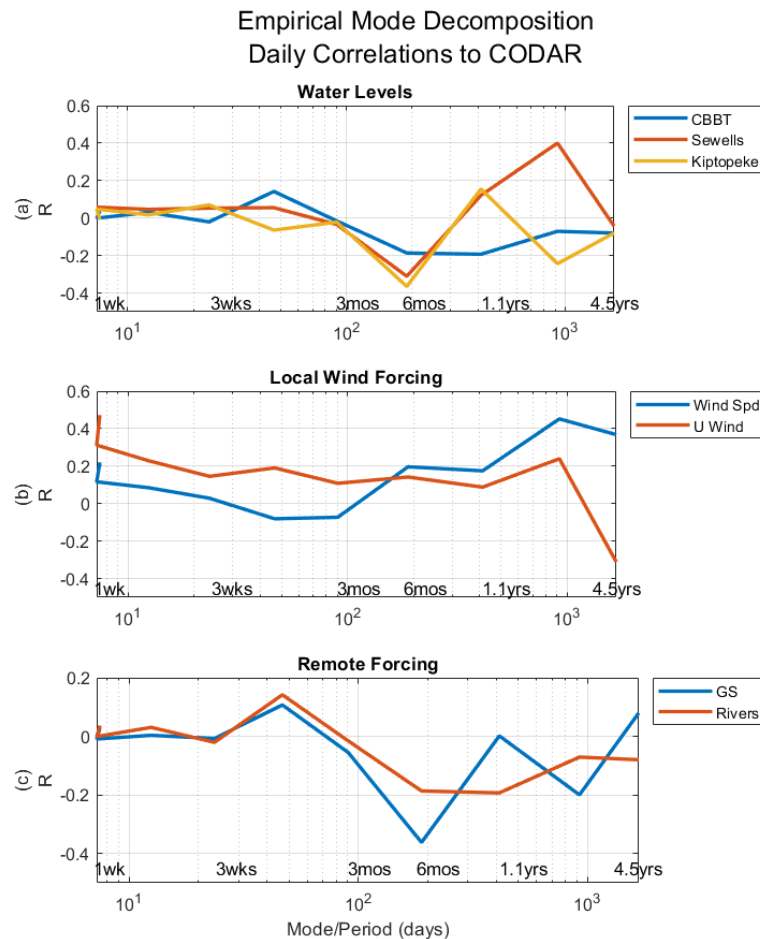 Empirical Mode Decomposition
Daily Correlations to CODAR
Water Levels
0.6
0.4
0.2
0
-0.2
-0.4
(a)
R
1wk 3wks 3mos 6mos 1.1yrs 4.5yrs
10¹ 10² 10³
CBBT
Sewells
Kiptopeke
Local Wind Forcing
0.6
0.4
0.2
0
-0.2
-0.4
(b)
R
1wk 3wks 3mos 6mos 1.1yrs 4.5yrs
10¹ 10² 10³
Wind Spd
U Wind
Remote Forcing
0.2
0
-0.2
-0.4
(c)
R
1wk 3wks 3mos 6mos 1.1yrs 4.5yrs
10¹ 10² 10³
Mode/Period (days)
GS
Rivers